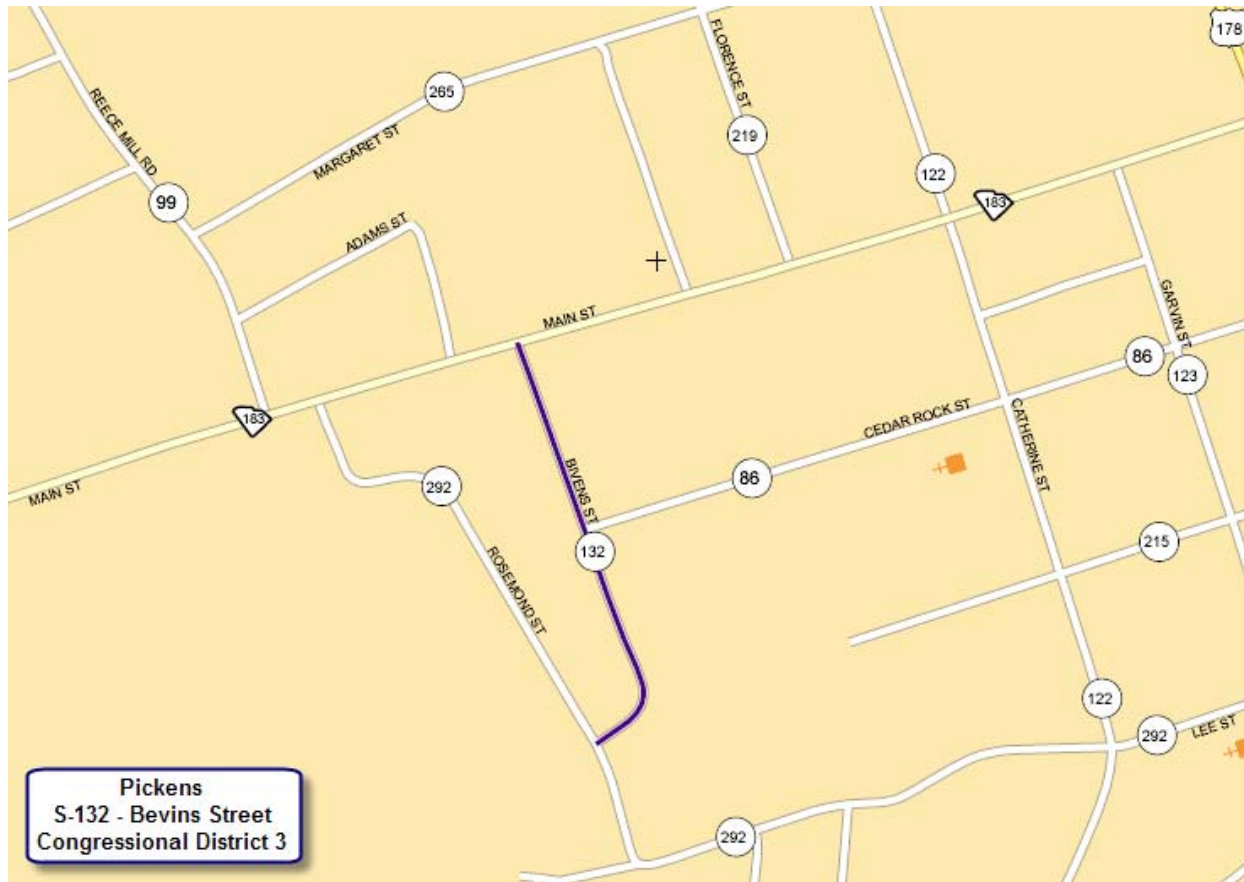 178
FLORENCE ST
265
REECE MILL RD
MARGARET ST
219
122
99
183
ADAMS ST
MAIN ST
GARVIN ST
86
123
183
CATHERINE ST
CEDAR ROCK ST
BIVENS ST
86
292
MAIN ST
132
215
ROSEMOND ST
122
292
LEE ST
292
Pickens
S-132 - Bevins Street
Congressional District 3